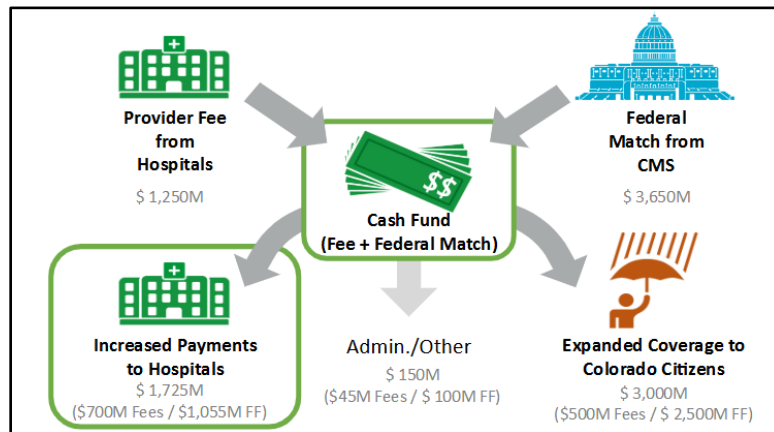 Provider Fee
from
Hospitals
$ 1,250M
Federal
Match from
CMS
$ 3,650M
$$
Cash Fund
(Fee + Federal Match)
Increased Payments
to Hospitals
$ 1,725M
($700M Fees / $1,055M FF)
Admin./Other
$ 150M
($45M Fees / $ 100M FF)
Expanded Coverage to
Colorado Citizens
$ 3,000M
($500M Fees / $ 2,500M FF)